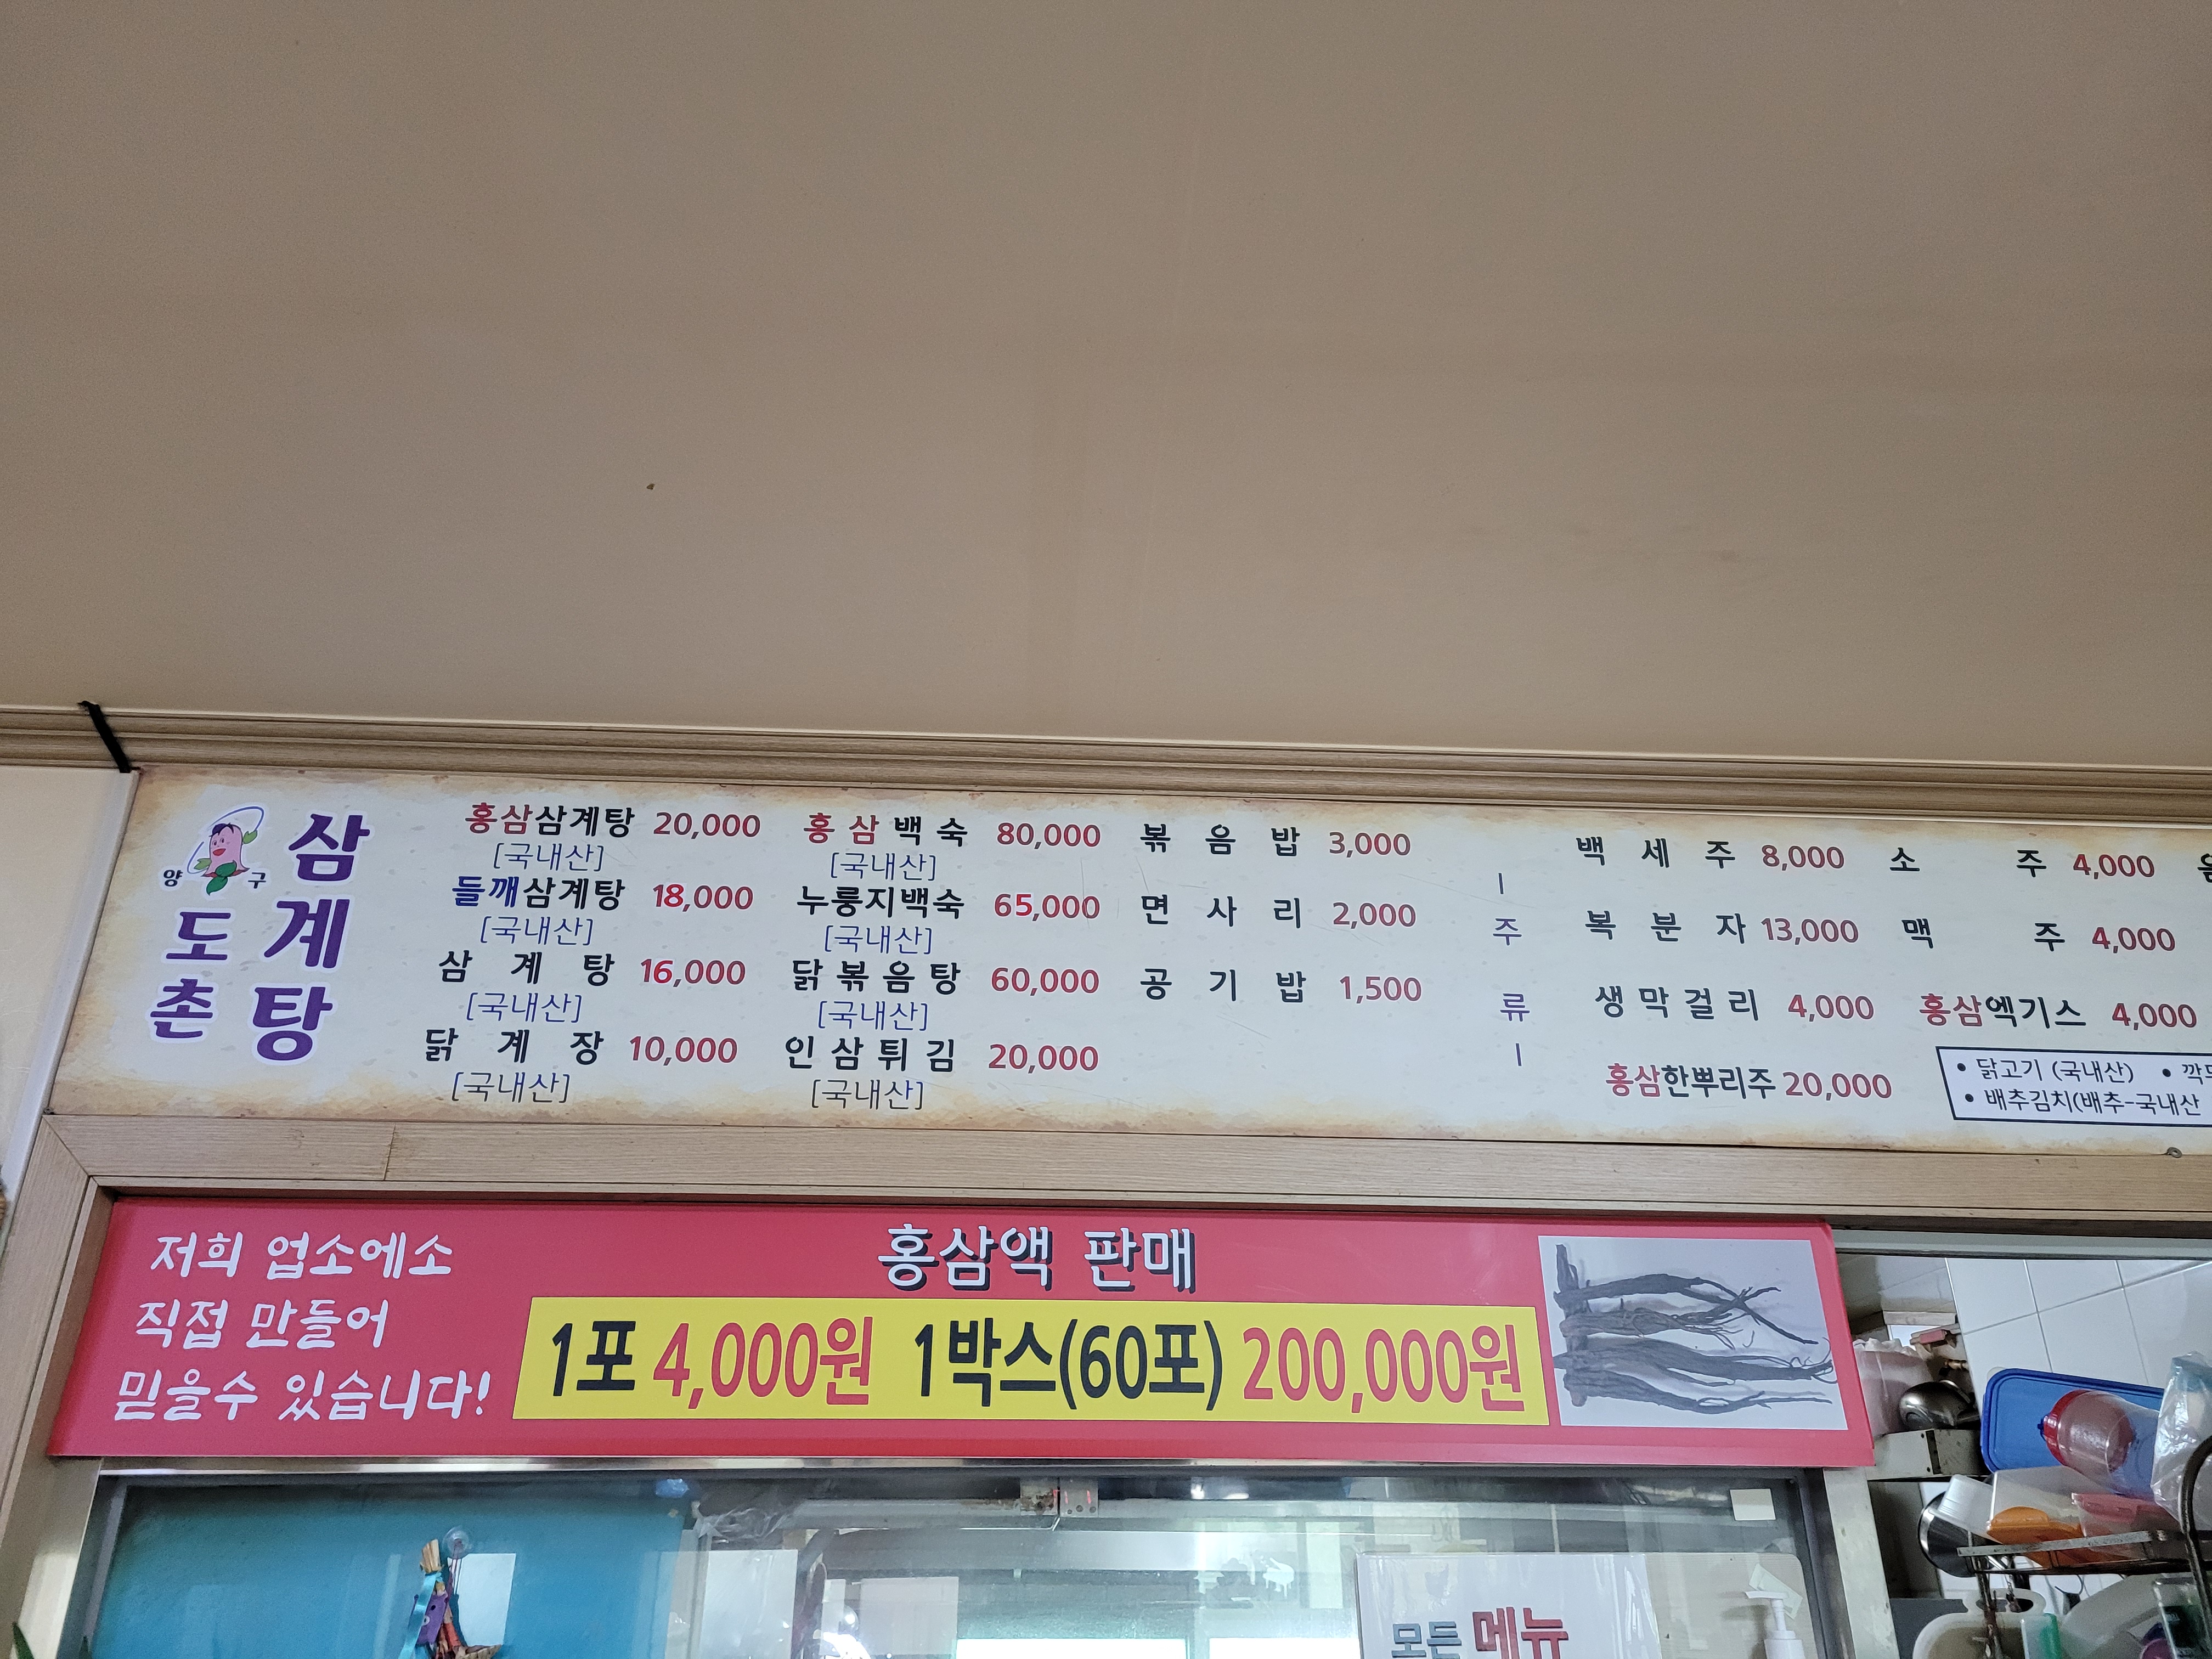 양구
도촌
삼계탕
홍삼삼계탕 20,000
[국내산]
들깨삼계탕 18,000
[국내산]
삼계탕 16,000
[국내산]
닭계장 10,000
[국내산]
홍삼백숙 80,000
[국내산]
누룽지백숙 65,000
[국내산]
닭볶음탕 60,000
[국내산]
인삼튀김 20,000
[국내산]
볶음밥 3,000
면사리 2,000
공기밥 1,500
ㅣ주류ㅣ
백세주 8,000
복분자 13,000
생막걸리 4,000
홍삼한뿌리주 20,000
소주 4,000
맥주 4,000
홍삼엑기스 4,000
• 닭고기 (국내산) •
• 배추김치(배추-국내산
저희 업소에소
직접 만들어
믿을수 있습니다!
홍삼액 판매
1포 4,000원 1박스(60포) 200,000원
모든 메뉴